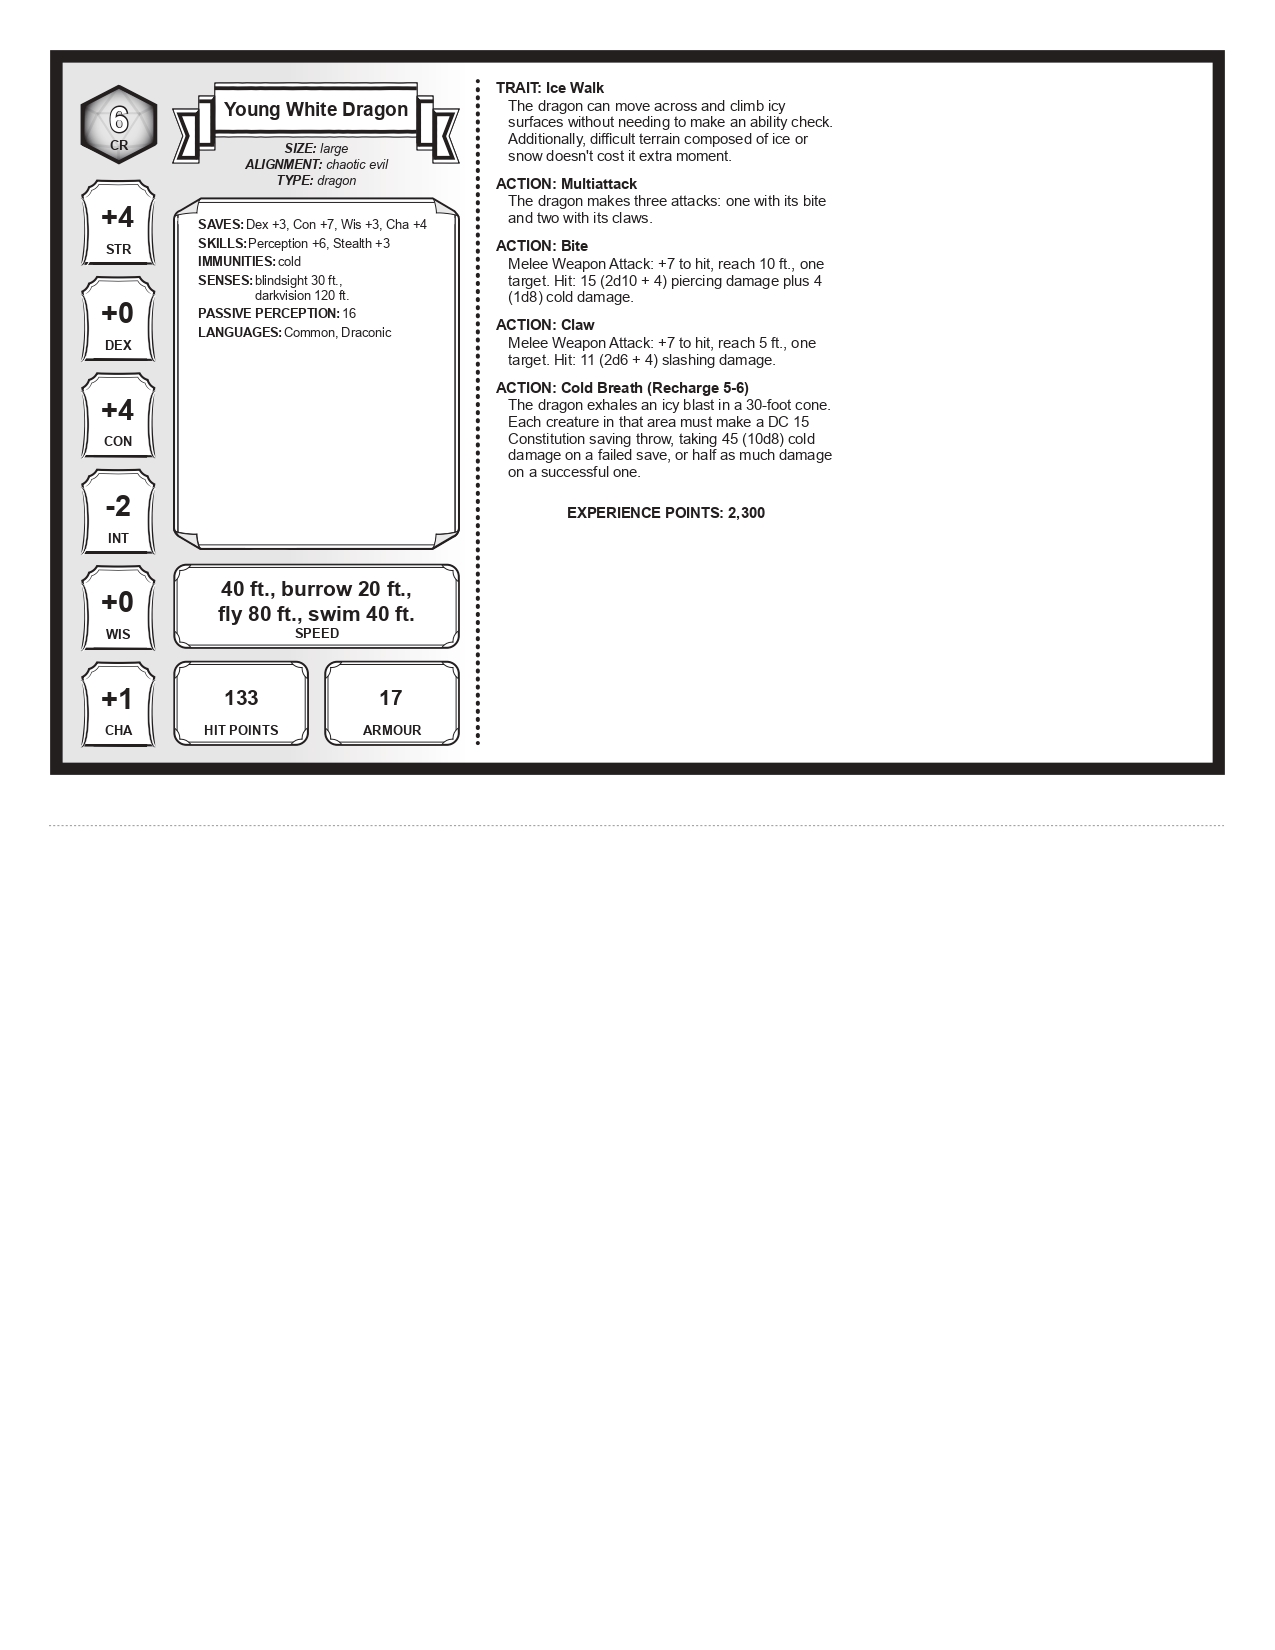 6
CR
Young White Dragon
SIZE: large
ALIGNMENT: chaotic evil
TYPE: dragon
+4
STR
+0
DEX
+4
CON
-2
INT
+0
WIS
+1
CHA
SAVES: Dex +3, Con +7, Wis +3, Cha +4
SKILLS: Perception +6, Stealth +3
IMMUNITIES: cold
SENSES: blindsight 30 ft.,
darkvision 120 ft.
PASSIVE PERCEPTION: 16
LANGUAGES: Common, Draconic
40 ft., burrow 20 ft.,
fly 80 ft., swim 40 ft.
SPEED
133
HIT POINTS
17
ARMOUR
TRAIT: Ice Walk
The dragon can move across and climb icy
surfaces without needing to make an ability check.
Additionally, difficult terrain composed of ice or
snow doesn't cost it extra moment.
ACTION: Multiattack
The dragon makes three attacks: one with its bite
and two with its claws.
ACTION: Bite
Melee Weapon Attack: +7 to hit, reach 10 ft., one
target. Hit: 15 (2d10 + 4) piercing damage plus 4
(1d8) cold damage.
ACTION: Claw
Melee Weapon Attack: +7 to hit, reach 5 ft., one
target. Hit: 11 (2d6 + 4) slashing damage.
ACTION: Cold Breath (Recharge 5-6)
The dragon exhales an icy blast in a 30-foot cone.
Each creature in that area must make a DC 15
Constitution saving throw, taking 45 (10d8) cold
damage on a failed save, or half as much damage
on a successful one.
EXPERIENCE POINTS: 2,300